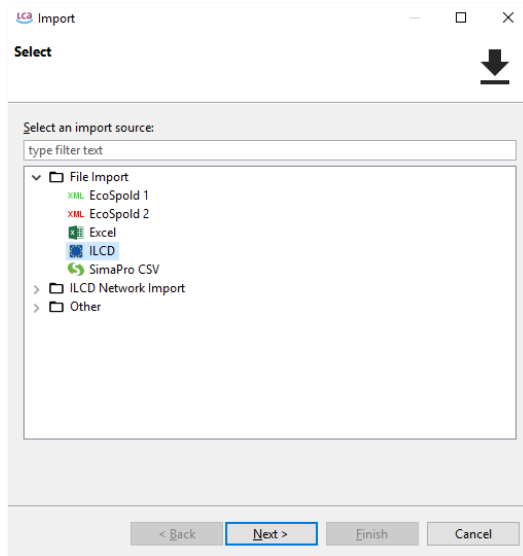 LCA Import
Select
Select an import source:
type filter text
File Import
XML EcoSpold 1
XML EcoSpold 2
Excel
ILCD
SimaPro CSV
ILCD Network Import
Other
< Back Next > Finish Cancel